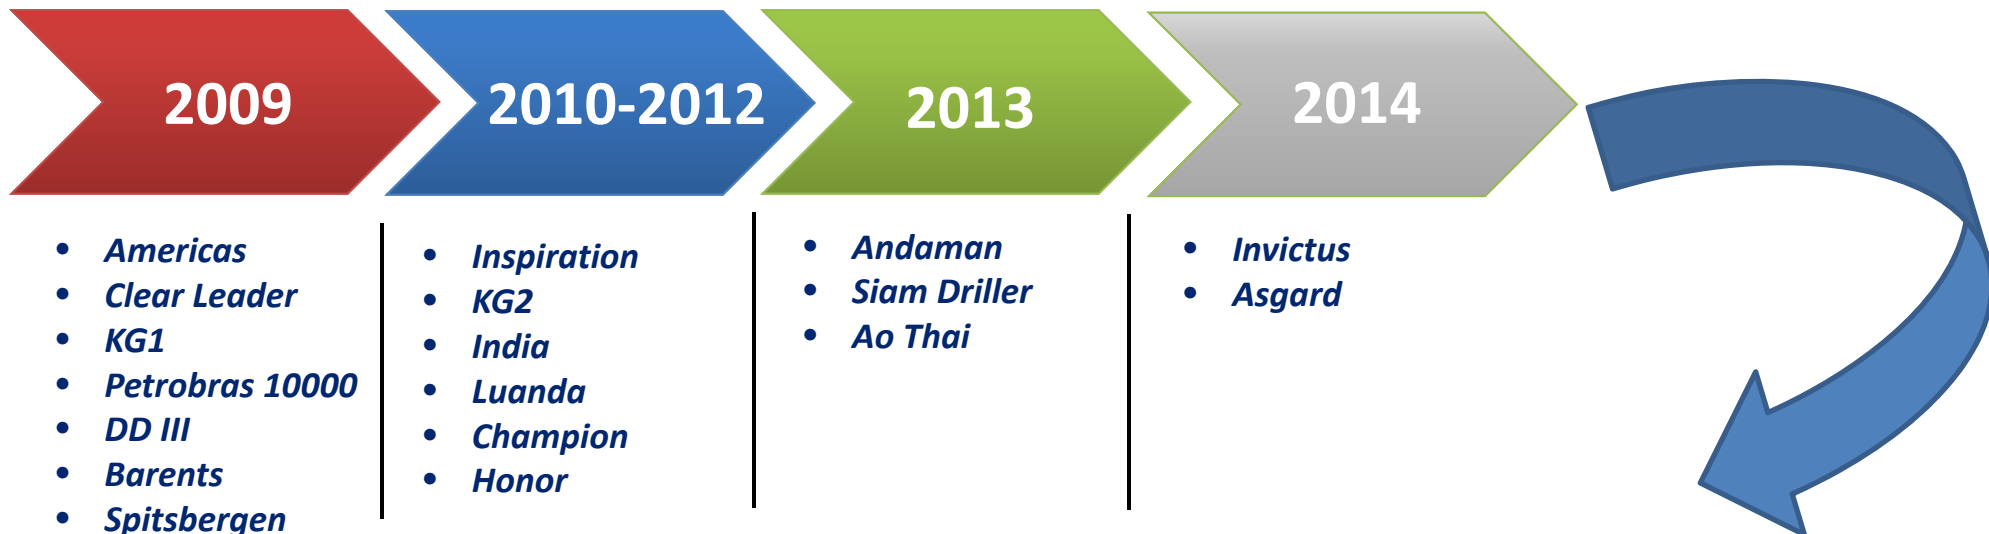 2009
2010-2012
2013
2014
• Americas
• Clear Leader
• KG1
• Petrobras 10000
• DD III
• Barents
• Spitsbergen
• Inspiration
• KG2
• India
• Luanda
• Champion
• Honor
• Andaman
• Siam Driller
• Ao Thai
• Invictus
• Asgard